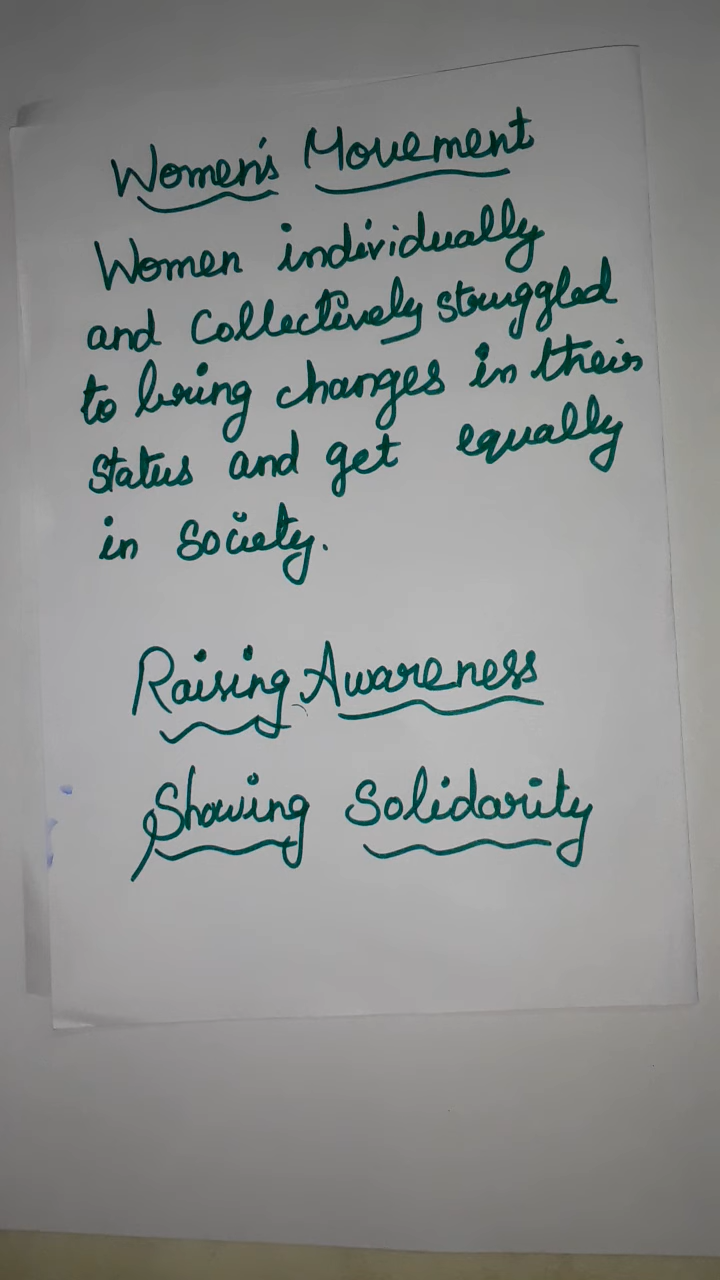 Women's Movement
Women individually
and Collectively struggled
to bring changes in their
status and get equally
in society.
Raising Awareness
Showing Solidarity